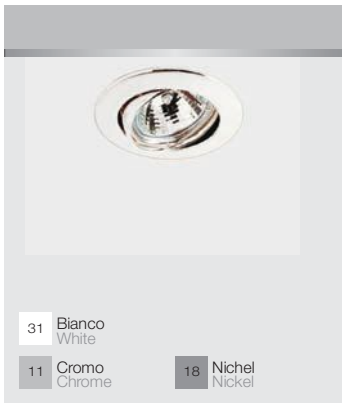 31 Bianco
White
11 Cromo
Chrome
18 Nichel
Nickel